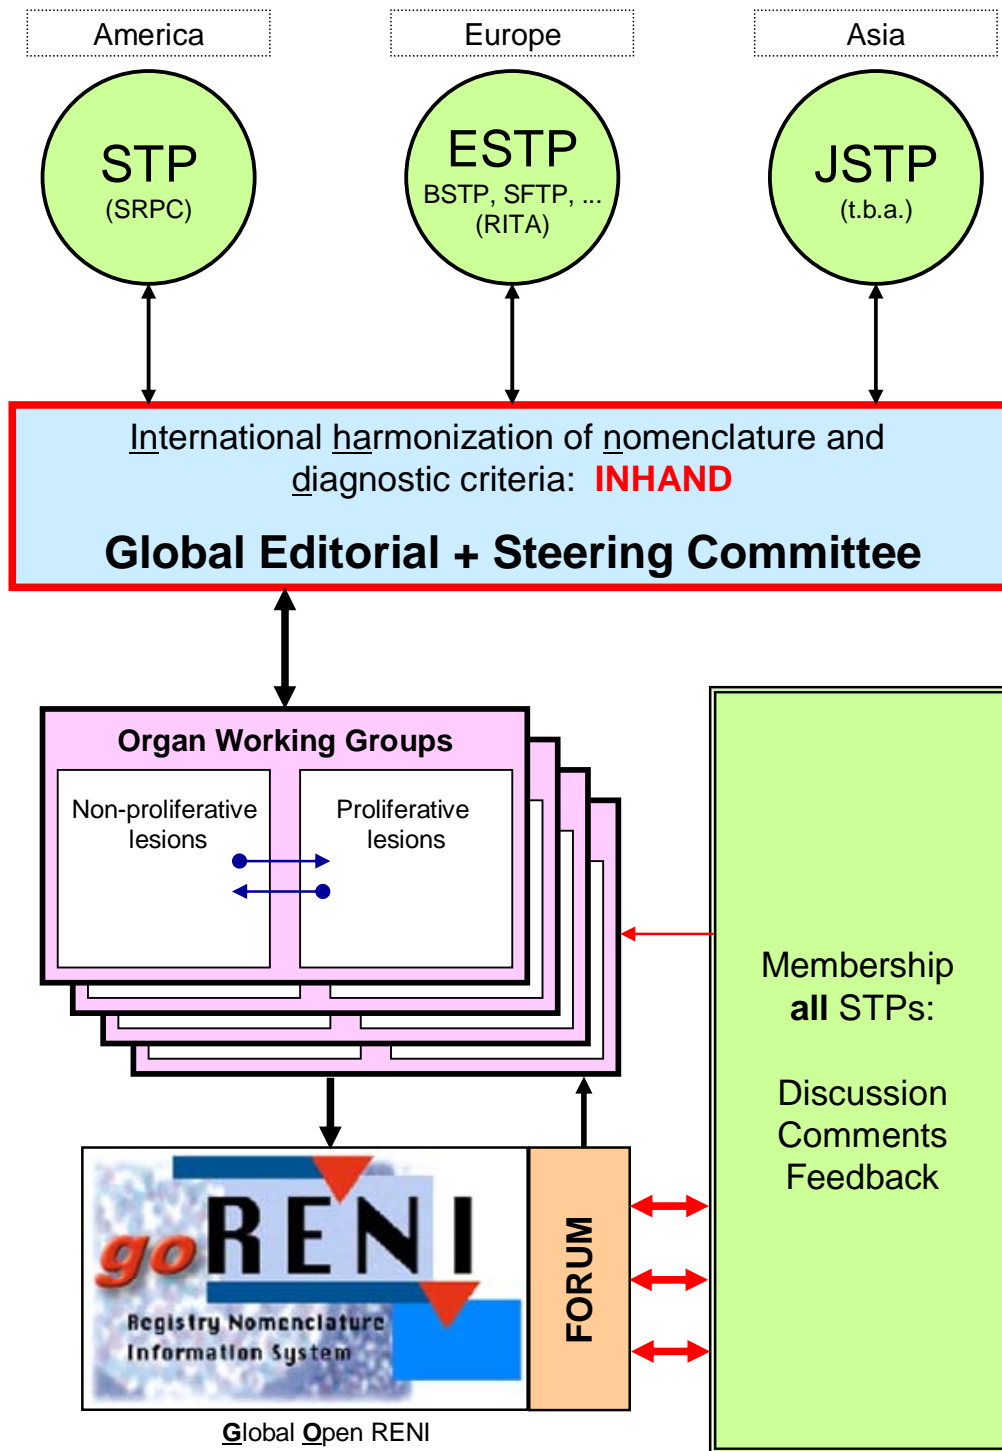 America
Europe
Asia
STP
(SRPC)
ESTP
BSTP, SFTP, ...
(RITA)
JSTP
(t.b.a.)
International harmonization of nomenclature and
diagnostic criteria: INHAND
Global Editorial + Steering Committee
Organ Working Groups
Non-proliferative
lesions
Proliferative
lesions
Membership
all STPs:
Discussion
Comments
Feedback
goRENI
Registry Nomenclature
Information System
FORUM
Global Open RENI